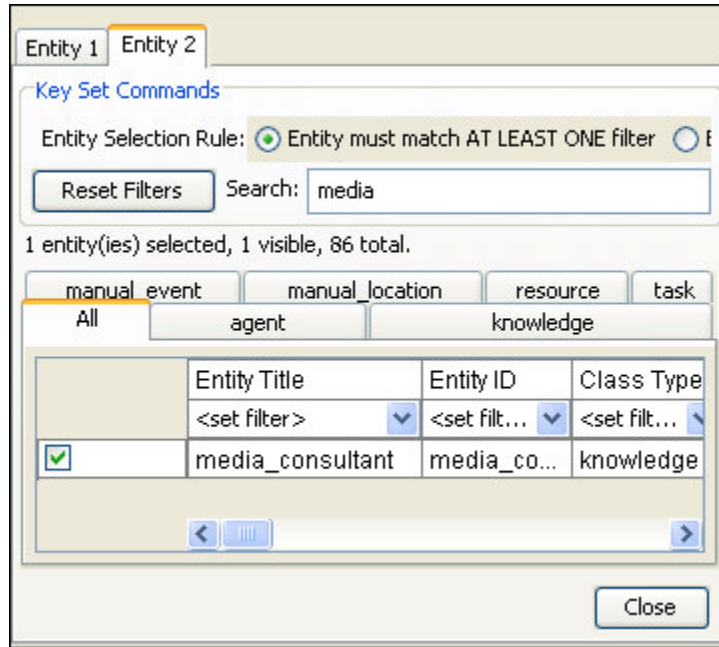 Entity 1 Entity 2
Key Set Commands
Entity Selection Rule: Entity must match AT LEAST ONE filter
Reset Filters Search: media
1 entity(ies) selected, 1 visible, 86 total.
manual_event manual_location resource task
All agent knowledge
Entity Title Entity ID Class Type
<set filter> <set filt... <set filt...
media_consultant media_co... knowledge
Close